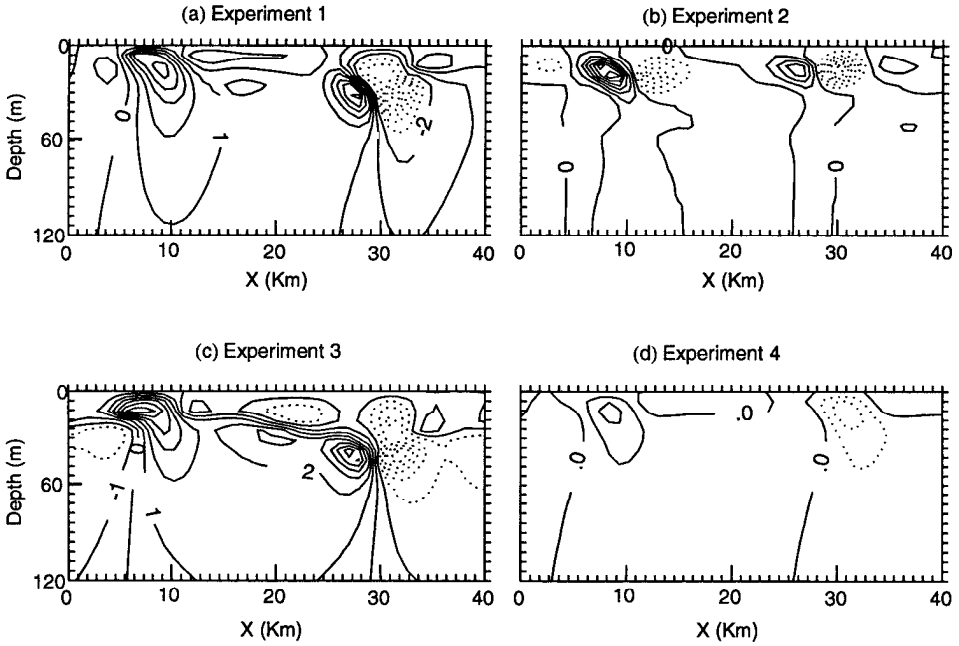 (a) Experiment 1
0
60
120
Depth (m)
0
1
-2
0 10 20 30 40
X (Km)
(b) Experiment 2
0
0
0
0 10 20 30 40
X (Km)
(c) Experiment 3
0
60
120
Depth (m)
0
-1
1
2
0 10 20 30 40
X (Km)
(d) Experiment 4
.0
.0
.0
0 10 20 30 40
X (Km)